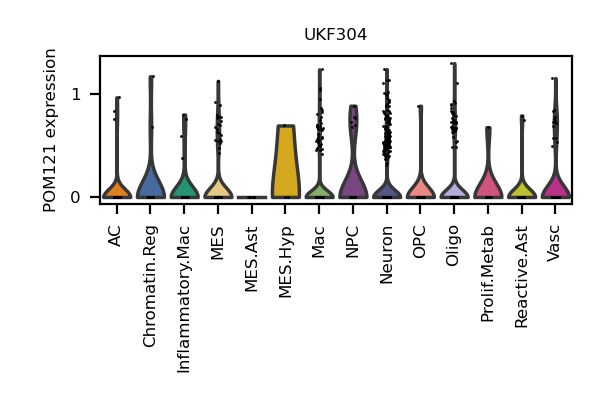 UKF304
POM121 expression
1
0
AC
Chromatin.Reg
Inflammatory.Mac
MES
MES.Ast
MES.Hyp
Mac
NPC
Neuron
OPC
Oligo
Prolif.Metab
Reactive.Ast
Vasc